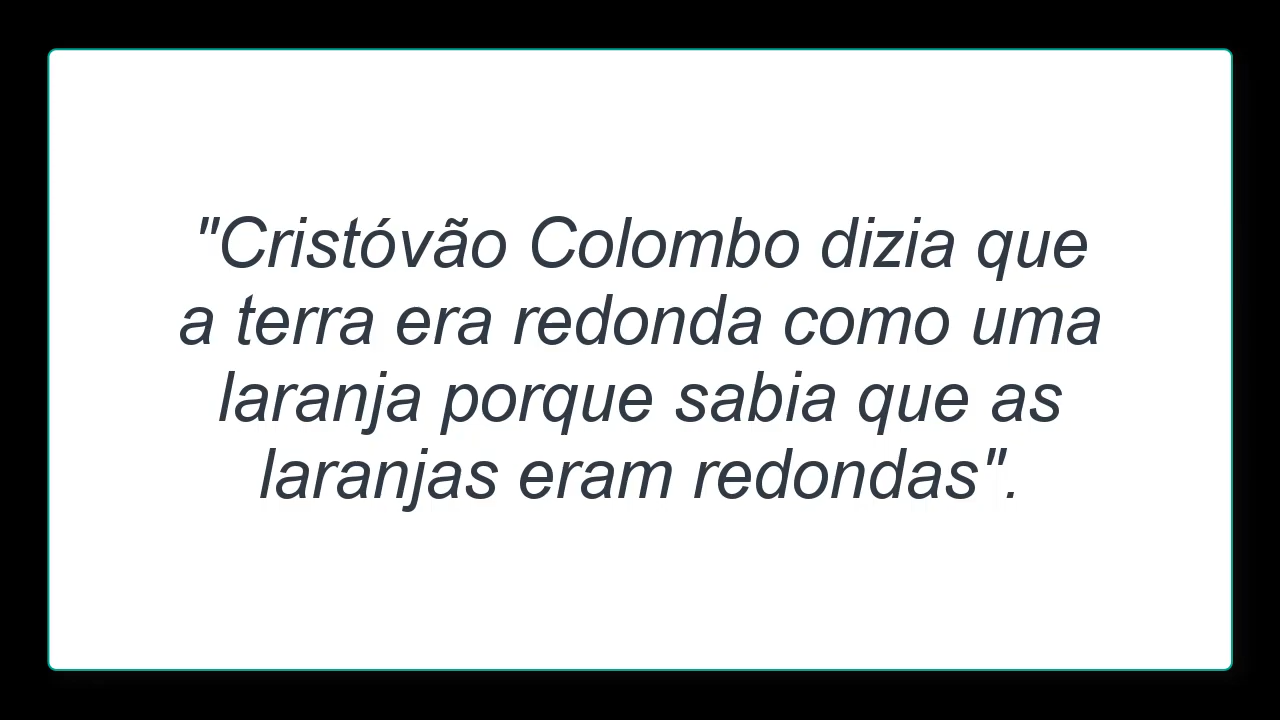 "Cristóvão Colombo dizia que
a terra era redonda como uma
laranja porque sabia que as
laranjas eram redondas".